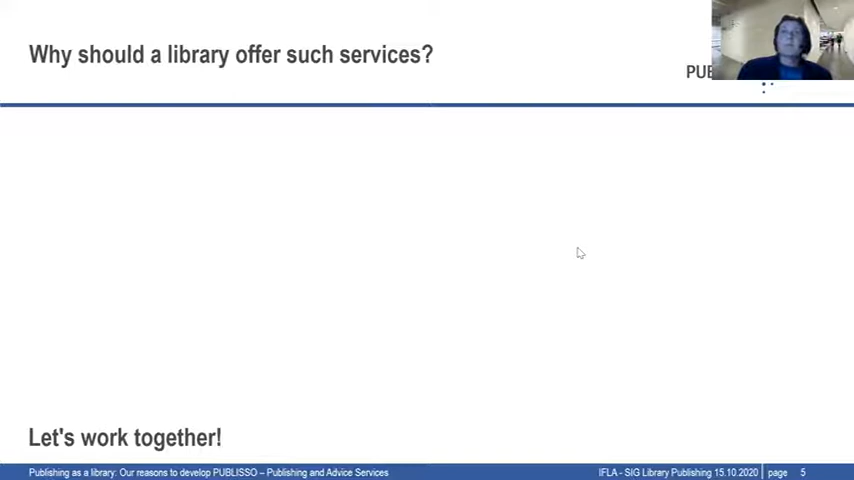 Why should a library offer such services?
PUB
Let's work together!
Publishing as a library: Our reasons to develop PUBLISSO – Publishing and Advice Services
IFLA - SIG Library Publishing 15.10.2020 | page 5